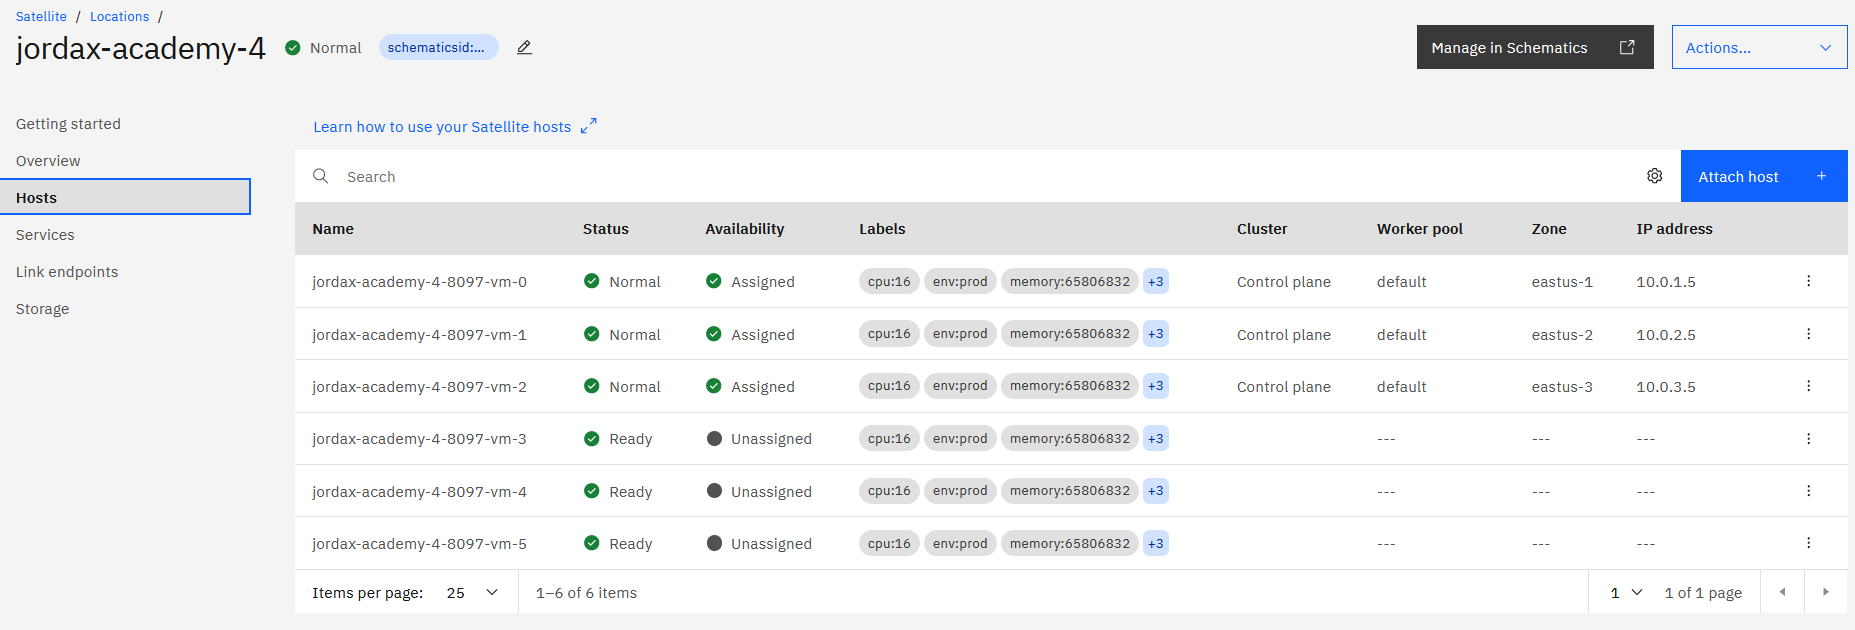 Satellite / Locations /
jordax-academy-4 Normal schematicsid:...
Manage in Schematics
Actions...
Getting started
Overview
Hosts
Services
Link endpoints
Storage
Learn how to use your Satellite hosts
Search
Attach host +
Name Status Availability Labels Cluster Worker pool Zone IP address
jordax-academy-4-8097-vm-0 Normal Assigned cpu:16 env:prod memory:65806832 +3 Control plane default eastus-1 10.0.1.5
jordax-academy-4-8097-vm-1 Normal Assigned cpu:16 env:prod memory:65806832 +3 Control plane default eastus-2 10.0.2.5
jordax-academy-4-8097-vm-2 Normal Assigned cpu:16 env:prod memory:65806832 +3 Control plane default eastus-3 10.0.3.5
jordax-academy-4-8097-vm-3 Ready Unassigned cpu:16 env:prod memory:65806832 +3 --- --- ---
jordax-academy-4-8097-vm-4 Ready Unassigned cpu:16 env:prod memory:65806832 +3 --- --- ---
jordax-academy-4-8097-vm-5 Ready Unassigned cpu:16 env:prod memory:65806832 +3 --- --- ---
Items per page: 25 1–6 of 6 items 1 1 of 1 page